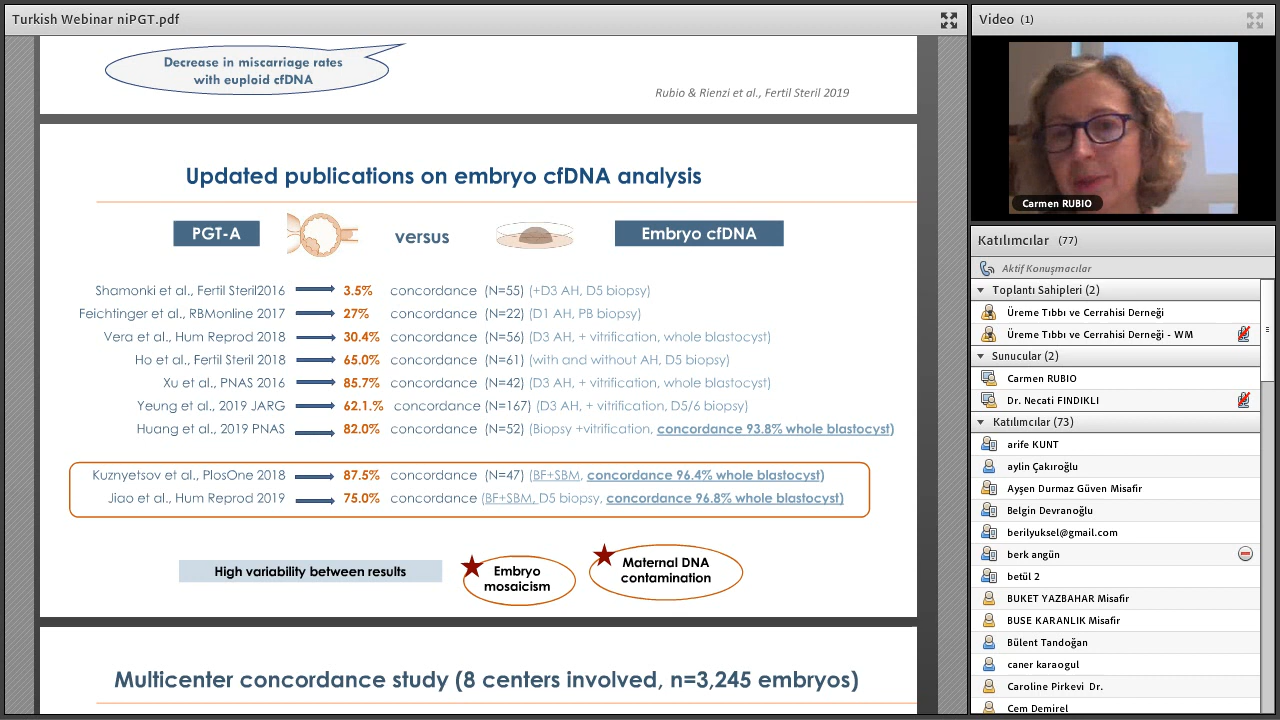 Turkish Webinar niPGT.pdf
Decrease in miscarriage rates
with euploid cfDNA
Rubio & Rienzi et al., Fertil Steril 2019
Updated publications on embryo cfDNA analysis
PGT-A
versus
Embryo cfDNA
Shamonki et al., Fertil Steril2016 3.5% concordance (N=55) (+D3 AH, D5 biopsy)
Feichtinger et al., RBMonline 2017 27% concordance (N=22) (D1 AH, PB biopsy)
Vera et al., Hum Reprod 2018 30.4% concordance (N=56) (D3 AH, + vitrification, whole blastocyst)
Ho et al., Fertil Steril 2018 65.0% concordance (N=61) (with and without AH, D5 biopsy)
Xu et al., PNAS 2016 85.7% concordance (N=42) (D3 AH, + vitrification, whole blastocyst)
Yeung et al., 2019 JARG 62.1.% concordance (N=167) (D3 AH, + vitrification, D5/6 biopsy)
Huang et al., 2019 PNAS 82.0% concordance (N=52) (Biopsy +vitrification, concordance 93.8% whole blastocyst)
Kuznyetsov et al., PlosOne 2018 87.5% concordance (N=47) (BF+SBM, concordance 96.4% whole blastocyst)
Jiao et al., Hum Reprod 2019 75.0% concordance (BF+SBM, D5 biopsy, concordance 96.8% whole blastocyst)
High variability between results
Embryo
mosaicism
Maternal DNA
contamination
Multicenter concordance study (8 centers involved, n=3,245 embryos)
Video (1)
Carmen RUBIO
Katılımcılar (77)
Aktif Konuşmacılar
Toplantı Sahipleri (2)
Üreme Tıbbı ve Cerrahisi Derneği
Üreme Tıbbı ve Cerrahisi Derneği - WM
Sunucular (2)
Carmen RUBIO
Dr. Necati FINDIKLI
Katılımcılar (73)
arife KUNT
aylin Çakıroğlu
Ayşen Durmaz Güven Misafir
Belgin Devranoğlu
berilyuksel@gmail.com
berk angün
betül 2
BUKET YAZBAHAR Misafir
BUSE KARANLIK Misafir
Bülent Tandoğan
caner karaogul
Caroline Pirkevi Dr.
Cem Demirel